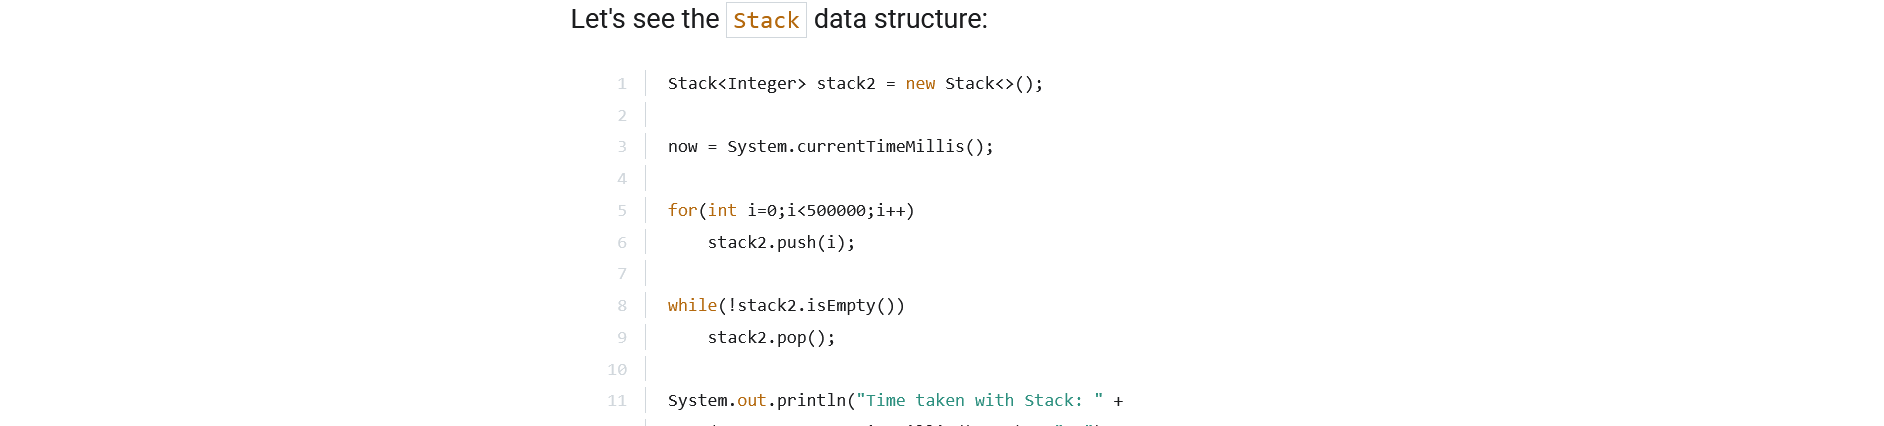 Let's see the Stack data structure:
1 Stack<Integer> stack2 = new Stack<>();
2
3 now = System.currentTimeMillis();
4
5 for(int i=0;i<500000;i++)
6     stack2.push(i);
7
8 while(!stack2.isEmpty())
9     stack2.pop();
10
11 System.out.println("Time taken with Stack: " +